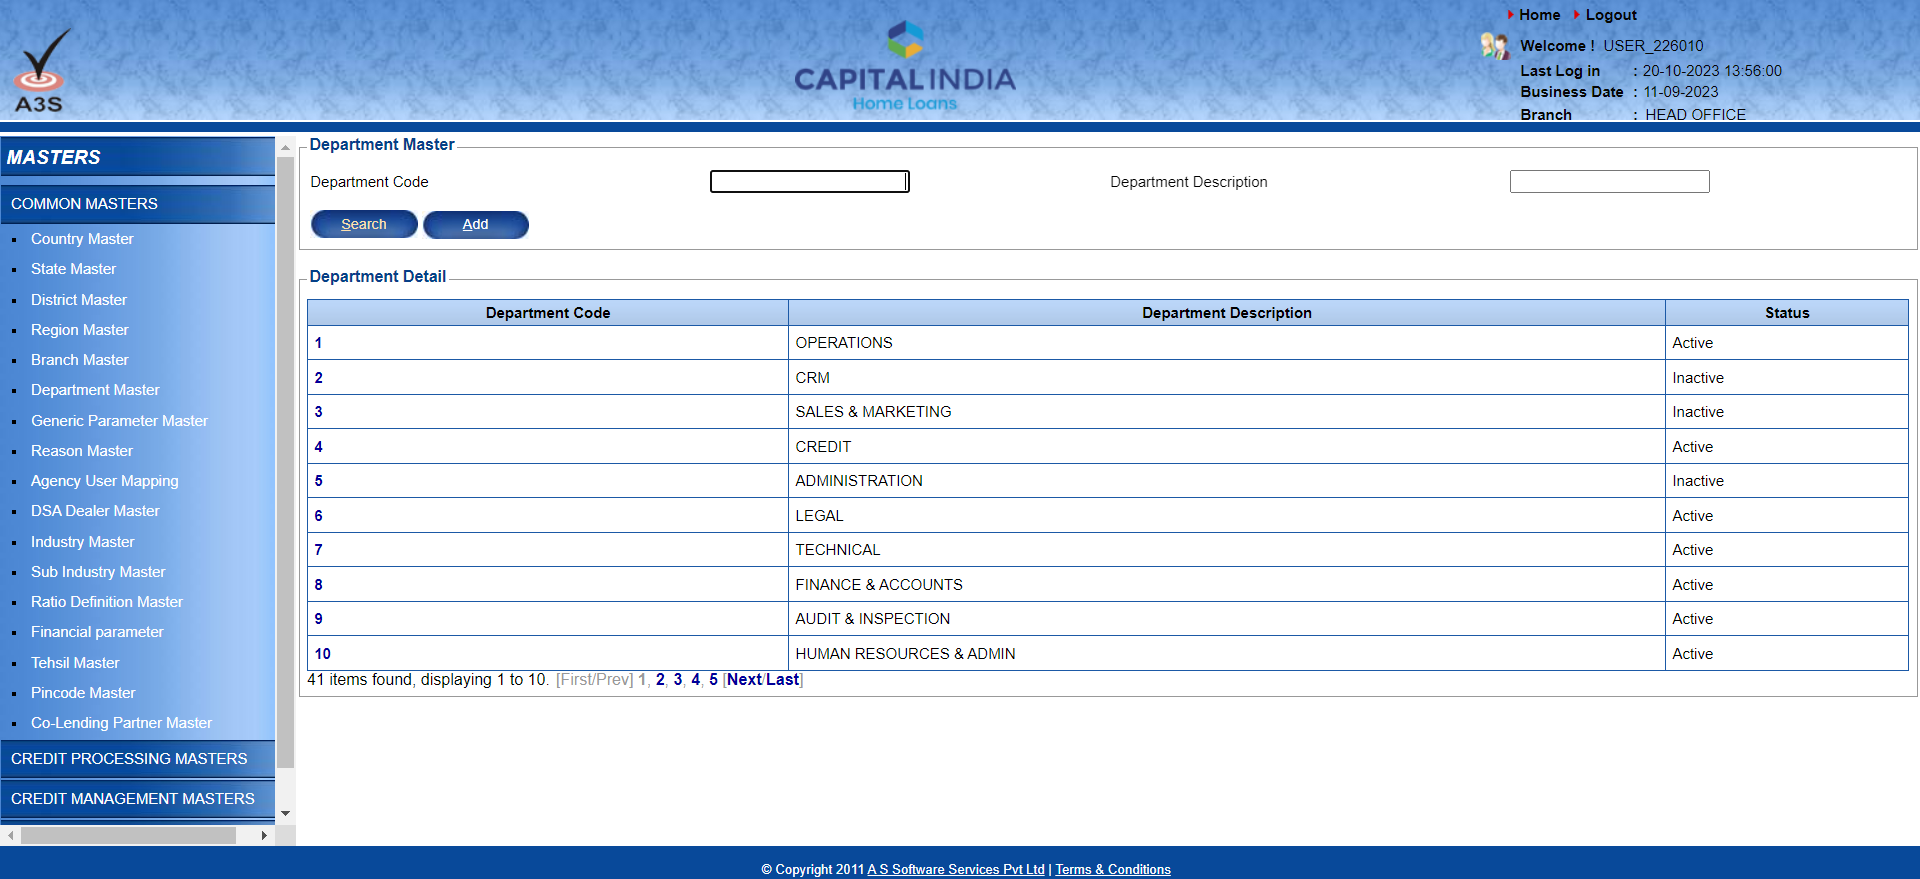 Home Logout
Welcome ! USER_226010
Last Log in : 20-10-2023 13:56:00
Business Date : 11-09-2023
Branch : HEAD OFFICE
A3S
CAPITALINDIA
Home Loans
MASTERS
COMMON MASTERS
Country Master
State Master
District Master
Region Master
Branch Master
Department Master
Generic Parameter Master
Reason Master
Agency User Mapping
DSA Dealer Master
Industry Master
Sub Industry Master
Ratio Definition Master
Financial parameter
Tehsil Master
Pincode Master
Co-Lending Partner Master
CREDIT PROCESSING MASTERS
CREDIT MANAGEMENT MASTERS
Department Master
Department Code Department Description
Search Add
Department Detail
Department Code Department Description Status
1 OPERATIONS Active
2 CRM Inactive
3 SALES & MARKETING Inactive
4 CREDIT Active
5 ADMINISTRATION Inactive
6 LEGAL Active
7 TECHNICAL Active
8 FINANCE & ACCOUNTS Active
9 AUDIT & INSPECTION Active
10 HUMAN RESOURCES & ADMIN Active
41 items found, displaying 1 to 10. [First/Prev] 1, 2, 3, 4, 5 [Next/Last]
© Copyright 2011 A S Software Services Pvt Ltd | Terms & Conditions